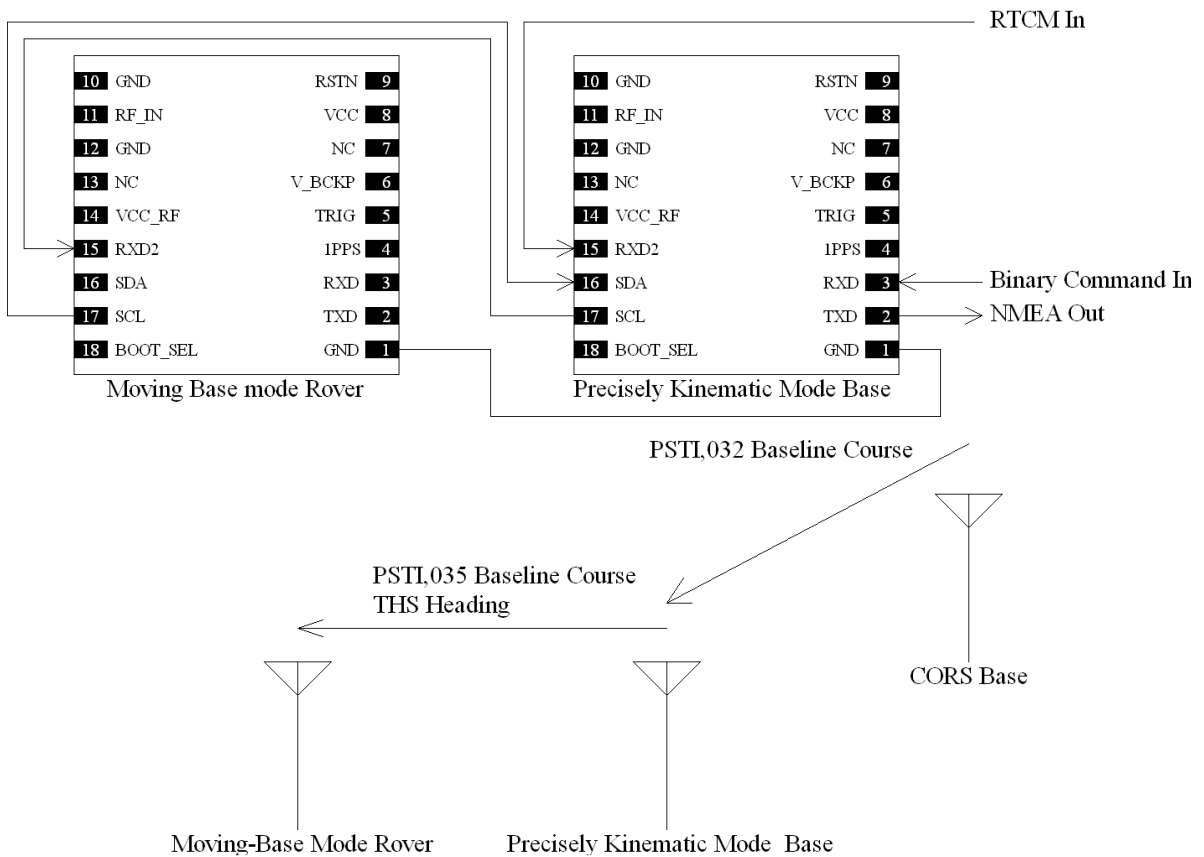 RTCM In
10 GND RSTN 9
11 RF_IN VCC 8
12 GND NC 7
13 NC V_BCKP 6
14 VCC_RF TRIG 5
15 RXD2 1PPS 4
16 SDA RXD 3
17 SCL TXD 2
18 BOOT_SEL GND 1
Moving Base mode Rover
10 GND RSTN 9
11 RF_IN VCC 8
12 GND NC 7
13 NC V_BCKP 6
14 VCC_RF TRIG 5
15 RXD2 1PPS 4
16 SDA RXD 3
17 SCL TXD 2
18 BOOT_SEL GND 1
Precisely Kinematic Mode Base
Binary Command In
NMEA Out
PSTI,032 Baseline Course
PSTI,035 Baseline Course
THS Heading
CORS Base
Moving-Base Mode Rover
Precisely Kinematic Mode Base